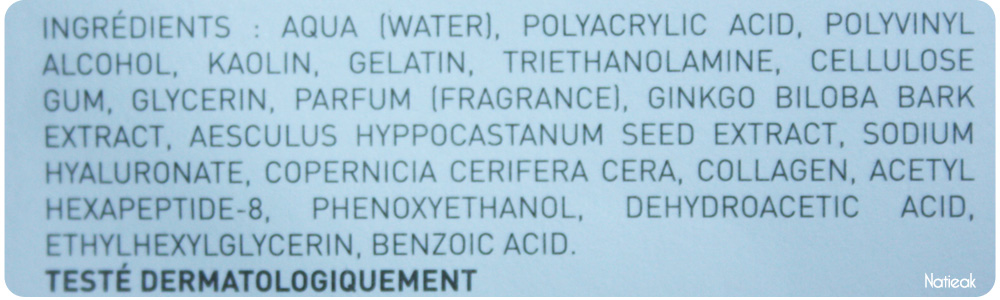 INGRÉDIENTS : AQUA (WATER), POLYACRYLIC ACID, POLYVINYL
ALCOHOL, KAOLIN, GELATIN, TRIETHANOLAMINE, CELLULOSE
GUM, GLYCERIN, PARFUM (FRAGRANCE), GINKGO BILOBA BARK
EXTRACT, AESCULUS HYPPOCASTANUM SEED EXTRACT, SODIUM
HYALURONATE, COPERNICIA CERIFERA CERA, COLLAGEN, ACETYL
HEXAPEPTIDE-8, PHENOXYETHANOL, DEHYDROACETIC ACID,
ETHYLHEXYLGLYCERIN, BENZOIC ACID.
TESTÉ DERMATOLOGIQUEMENT
Natieak